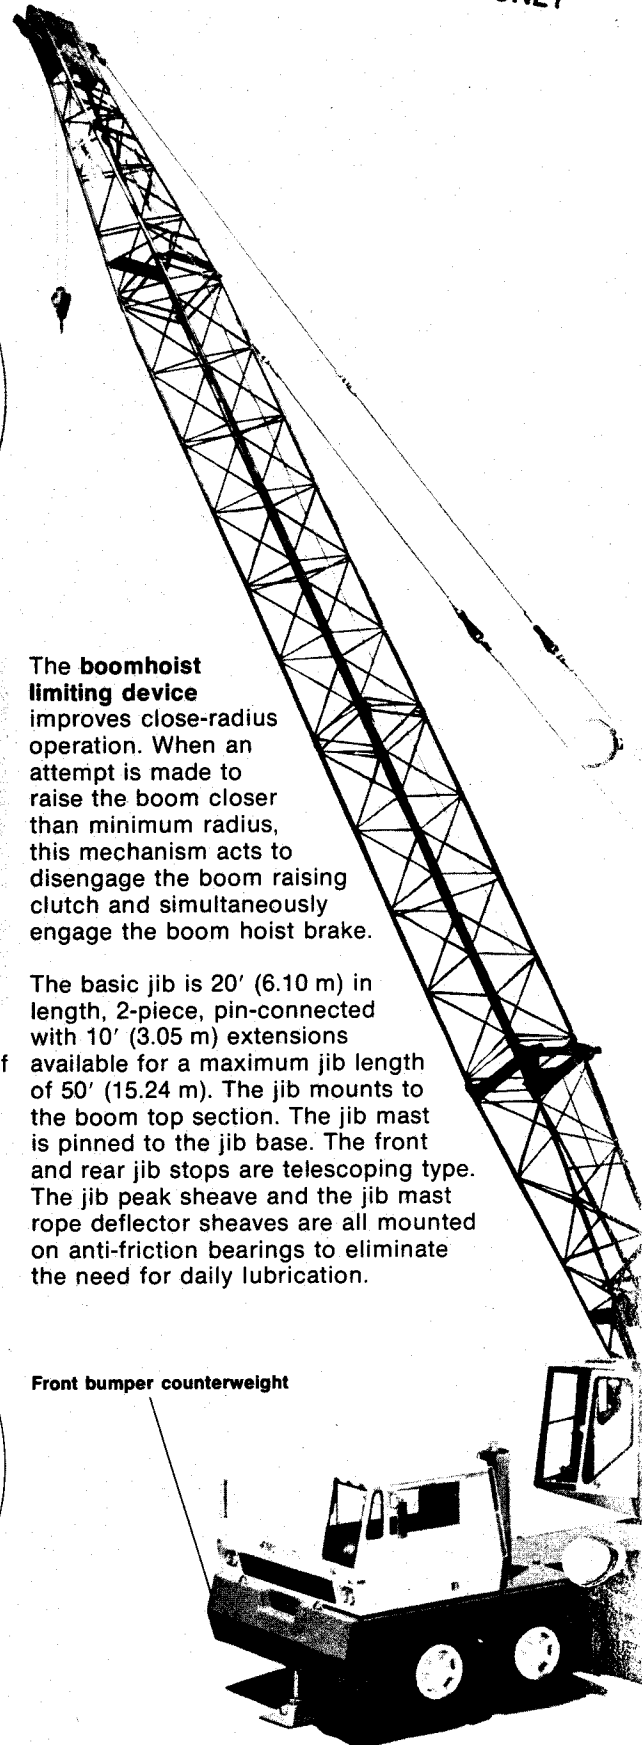 The boomhoist
limiting device
improves close-radius
operation. When an
attempt is made to
raise the boom closer
than minimum radius,
this mechanism acts to
disengage the boom raising
clutch and simultaneously
engage the boom hoist brake.
The basic jib is 20′ (6.10 m) in
length, 2-piece, pin-connected
with 10′ (3.05 m) extensions
f available for a maximum jib length
of 50′ (15.24 m). The jib mounts to
the boom top section. The jib mast
is pinned to the jib base. The front
and rear jib stops are telescoping type.
The jib peak sheave and the jib mast
rope deflector sheaves are all mounted
on anti-friction bearings to eliminate
the need for daily lubrication.
Front bumper counterweight